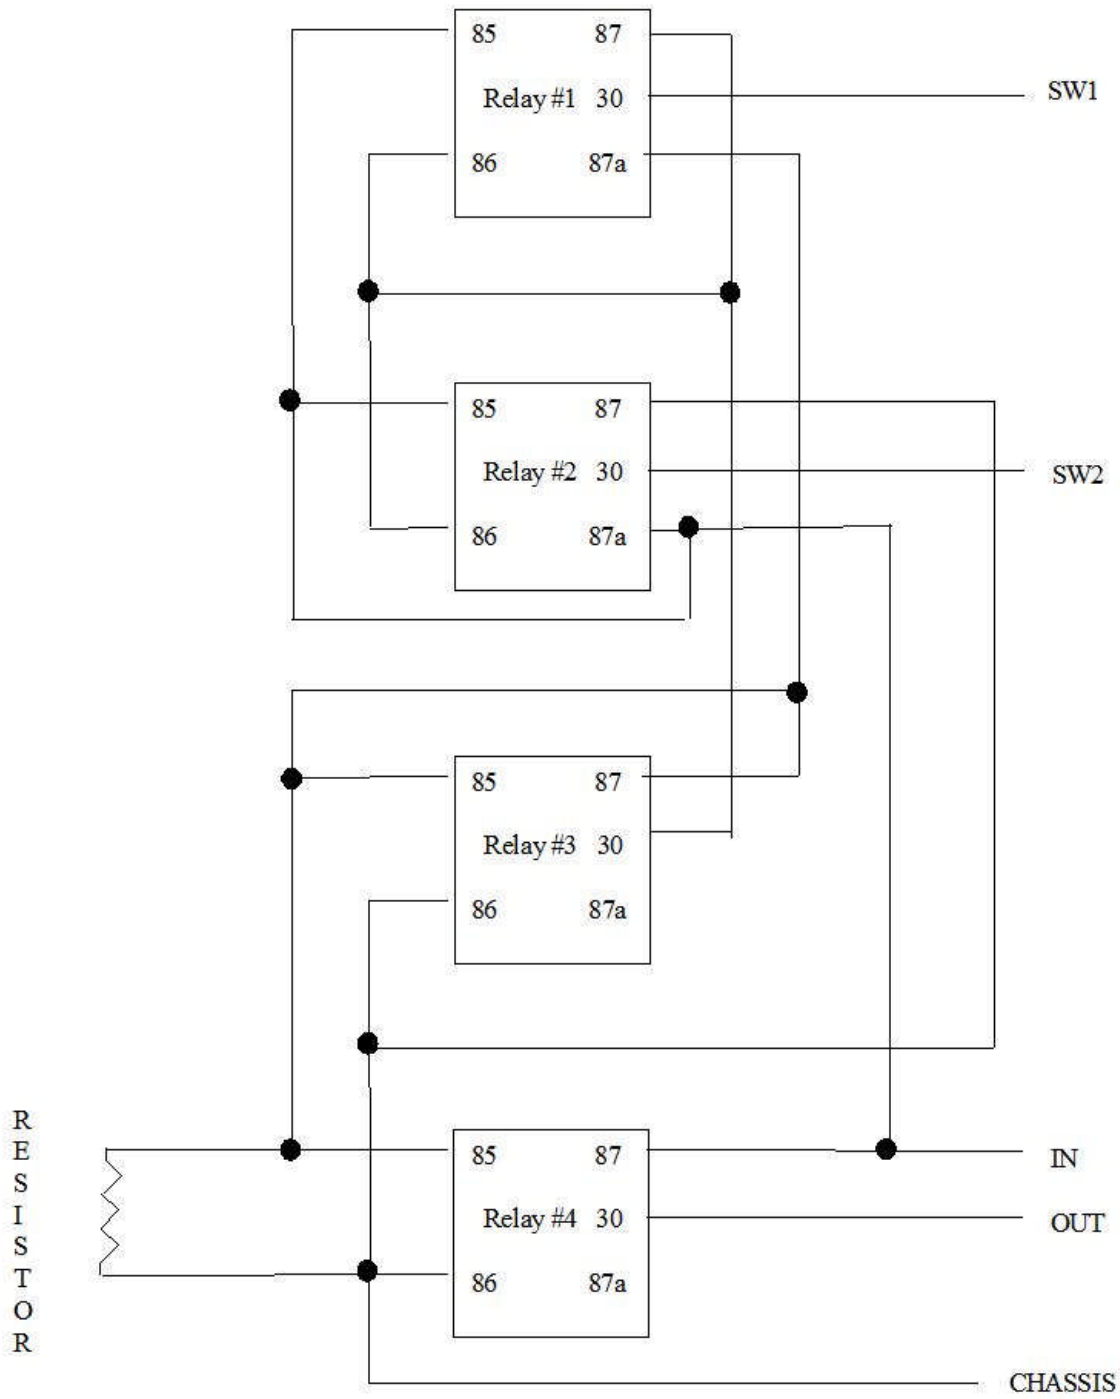 85 87
Relay #1 30
86 87a
SW1
85 87
Relay #2 30
86 87a
SW2
85 87
Relay #3 30
86 87a
RESISTOR
85 87
Relay #4 30
86 87a
IN
OUT
CHASSIS